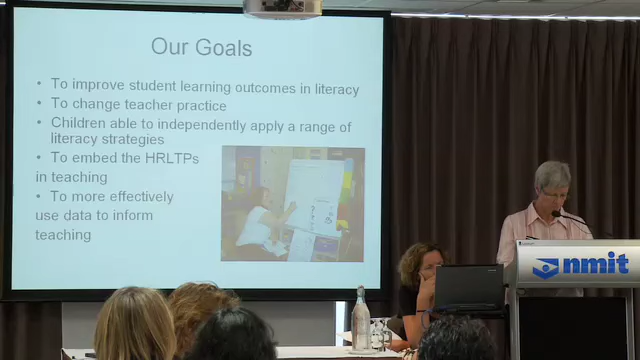 Our Goals
• To improve student learning outcomes in literacy
• To change teacher practice
• Children able to independently apply a range of
literacy strategies
• To embed the HRLTPs
in teaching
• To more effectively
use data to inform
teaching
nmit